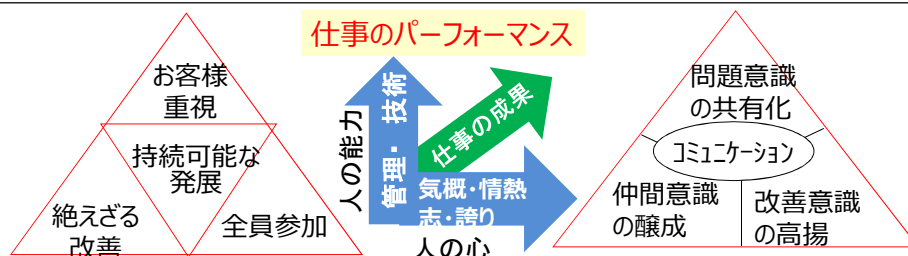 仕事のパフォーマンス
お客様
重視
持続可能な
発展
絶えざる
改善
全員参加
人の能力
管理・技術
仕事の成果
気概・情熱
志・誇り
人の心
問題意識
の共有化
コミュニケーション
仲間意識
の醸成
改善意識
の高揚